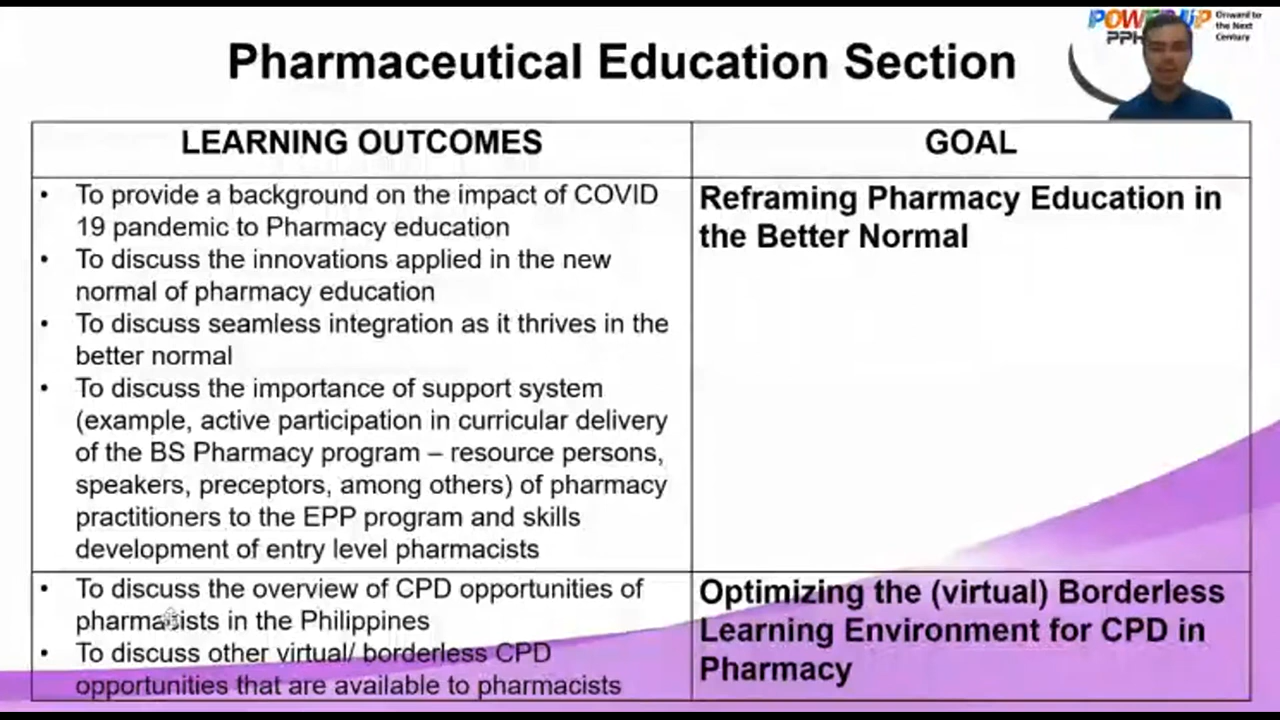 POWER UP
Onward to
the Next
Century
Pharmaceutical Education Section
LEARNING OUTCOMES
GOAL
• To provide a background on the impact of COVID
19 pandemic to Pharmacy education
• To discuss the innovations applied in the new
normal of pharmacy education
• To discuss seamless integration as it thrives in the
better normal
• To discuss the importance of support system
(example, active participation in curricular delivery
of the BS Pharmacy program – resource persons,
speakers, preceptors, among others) of pharmacy
practitioners to the EPP program and skills
development of entry level pharmacists
Reframing Pharmacy Education in
the Better Normal
• To discuss the overview of CPD opportunities of
pharmacists in the Philippines
• To discuss other virtual/ borderless CPD
opportunities that are available to pharmacists
Optimizing the (virtual) Borderless
Learning Environment for CPD in
Pharmacy